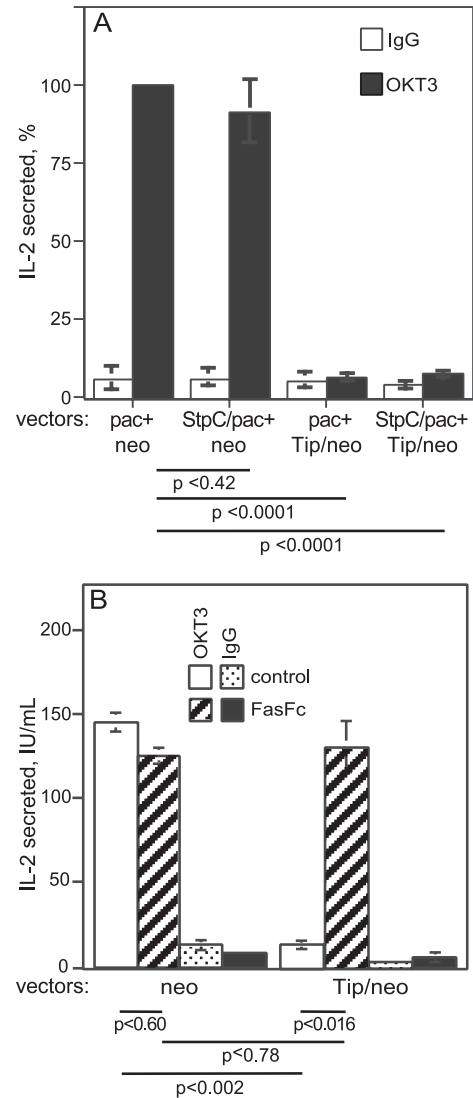 A
IgG
OKT3
IL-2 secreted, %
100
75
50
25
0
vectors: pac+ StpC/pac+ pac+ StpC/pac+
neo neo Tip/neo Tip/neo
p <0.42
p <0.0001
p <0.0001
B
OKT3 IgG
control
FasFc
IL-2 secreted, IU/mL
200
150
100
50
0
vectors: neo Tip/neo
p<0.60 p<0.016
p<0.78
p<0.002